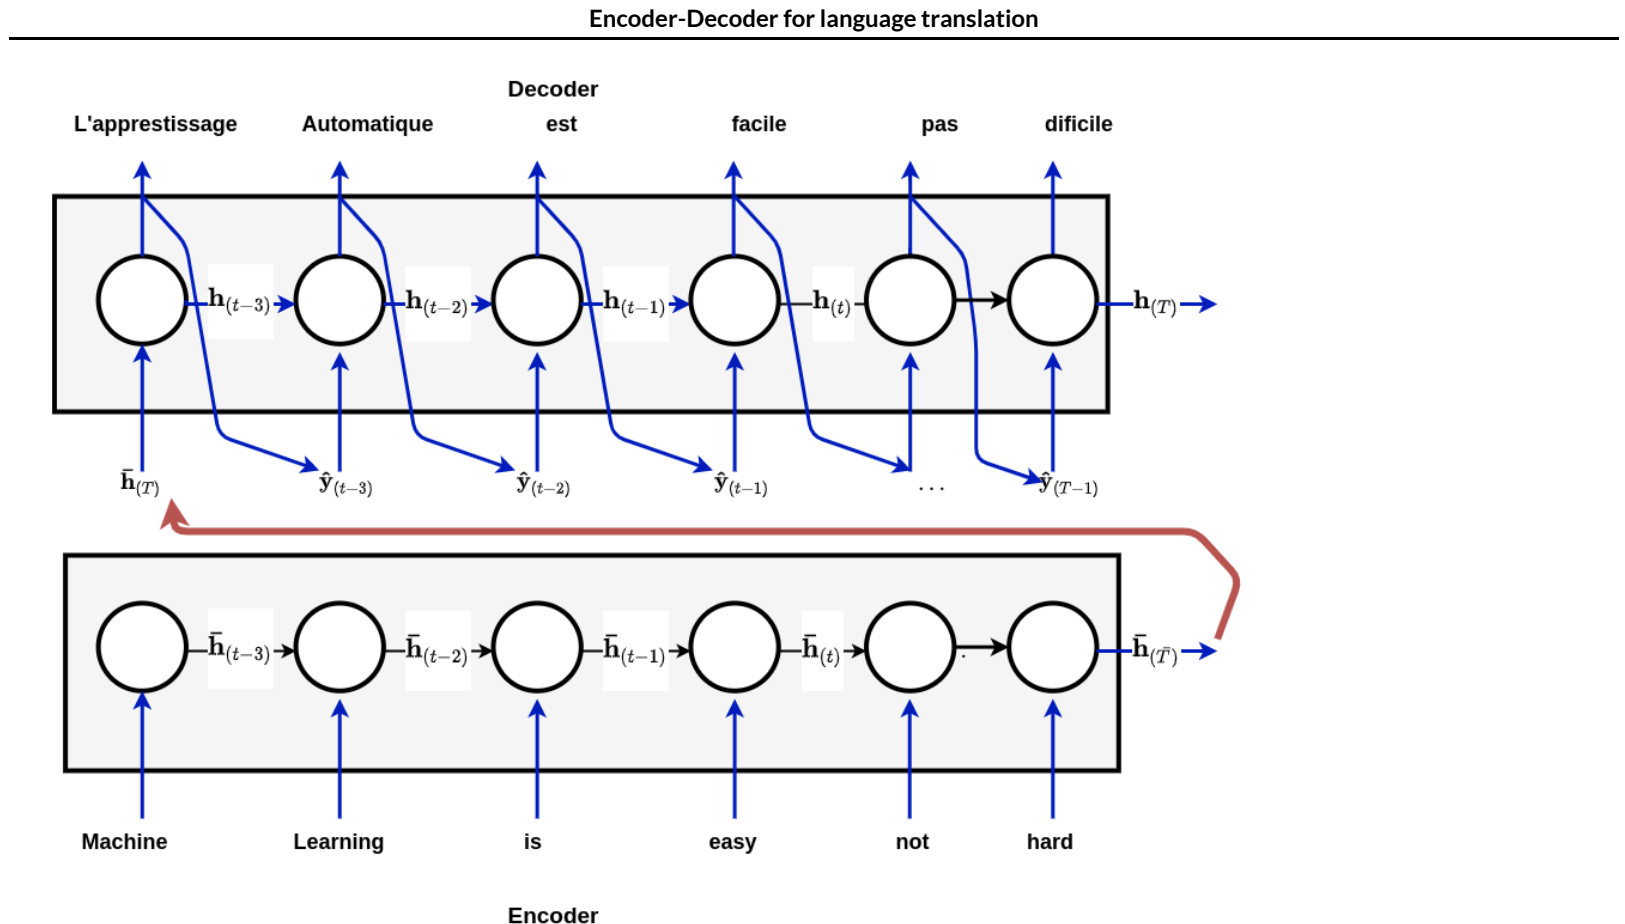 Encoder-Decoder for language translation
Decoder
L'apprestissage Automatique est facile pas dificile
h(t−3) h(t−2) h(t−1) h(t) h(T)
h̄(T) ŷ(t−3) ŷ(t−2) ŷ(t−1) ... ŷ(T−1)
h̄(t−3) h̄(t−2) h̄(t−1) h̄(t) . h̄(T̄)
Machine Learning is easy not hard
Encoder